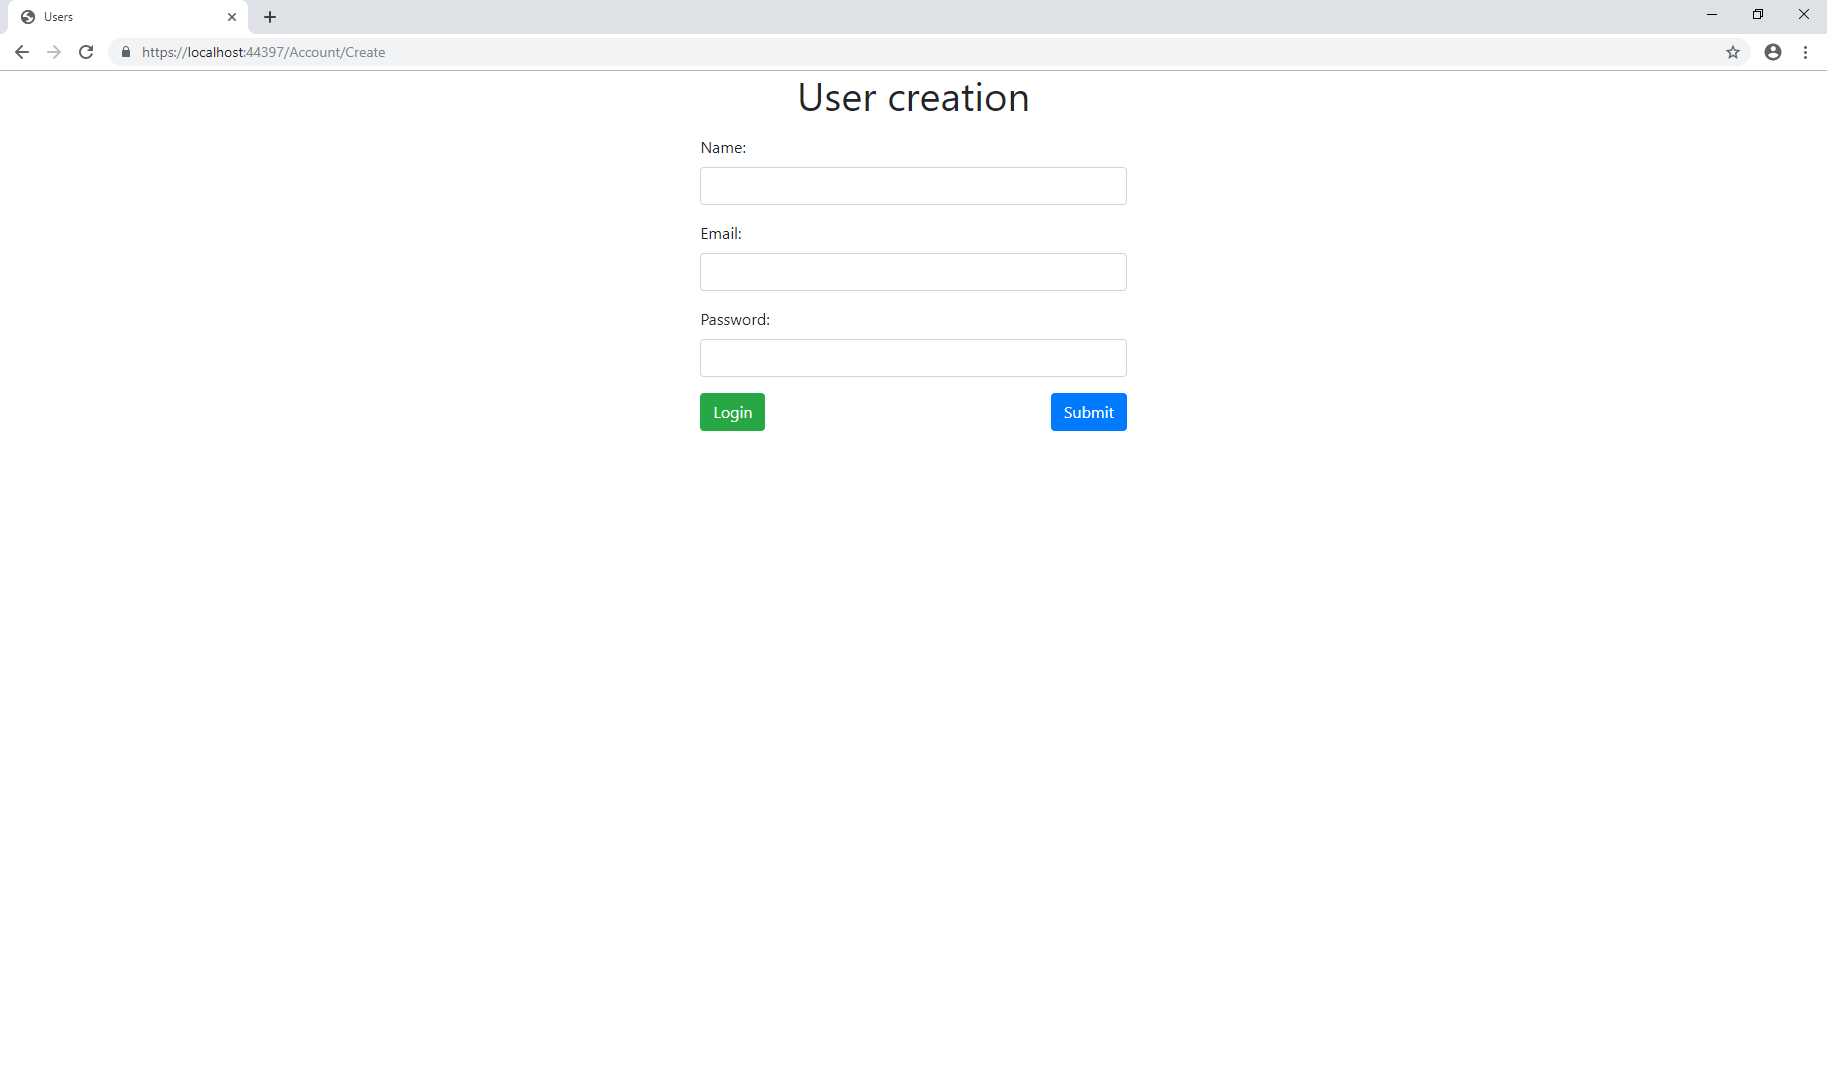 Users
https://localhost:44397/Account/Create
User creation
Name:
Email:
Password:
Login Submit